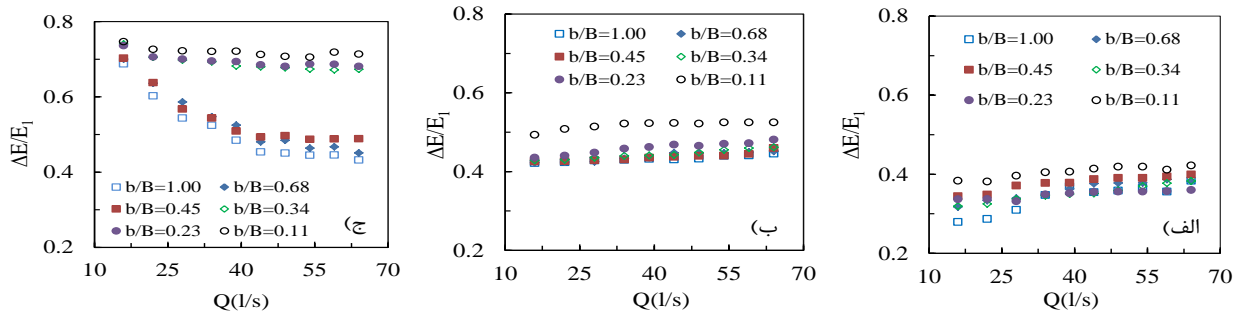 ΔE/E1
0.8
0.6
0.4
0.2
b/B=1.00 b/B=0.68
b/B=0.45 b/B=0.34
b/B=0.23 b/B=0.11
ج)
10 25 40 55 70
Q(l/s)
ΔE/E1
0.8
0.6
0.4
0.2
b/B=1.00 b/B=0.68
b/B=0.45 b/B=0.34
b/B=0.23 b/B=0.11
ب)
10 25 40 55 70
Q(l/s)
ΔE/E1
0.8
0.6
0.4
0.2
b/B=1.00 b/B=0.68
b/B=0.45 b/B=0.34
b/B=0.23 b/B=0.11
الف)
10 25 40 55 70
Q(l/s)